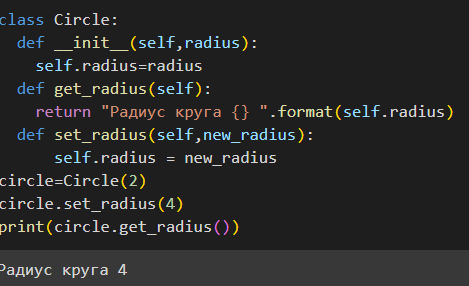 class Circle:
  def __init__(self,radius):
    self.radius=radius
  def get_radius(self):
    return "Радиус круга {} ".format(self.radius)
  def set_radius(self,new_radius):
      self.radius = new_radius
circle=Circle(2)
circle.set_radius(4)
print(circle.get_radius())
Радиус круга 4